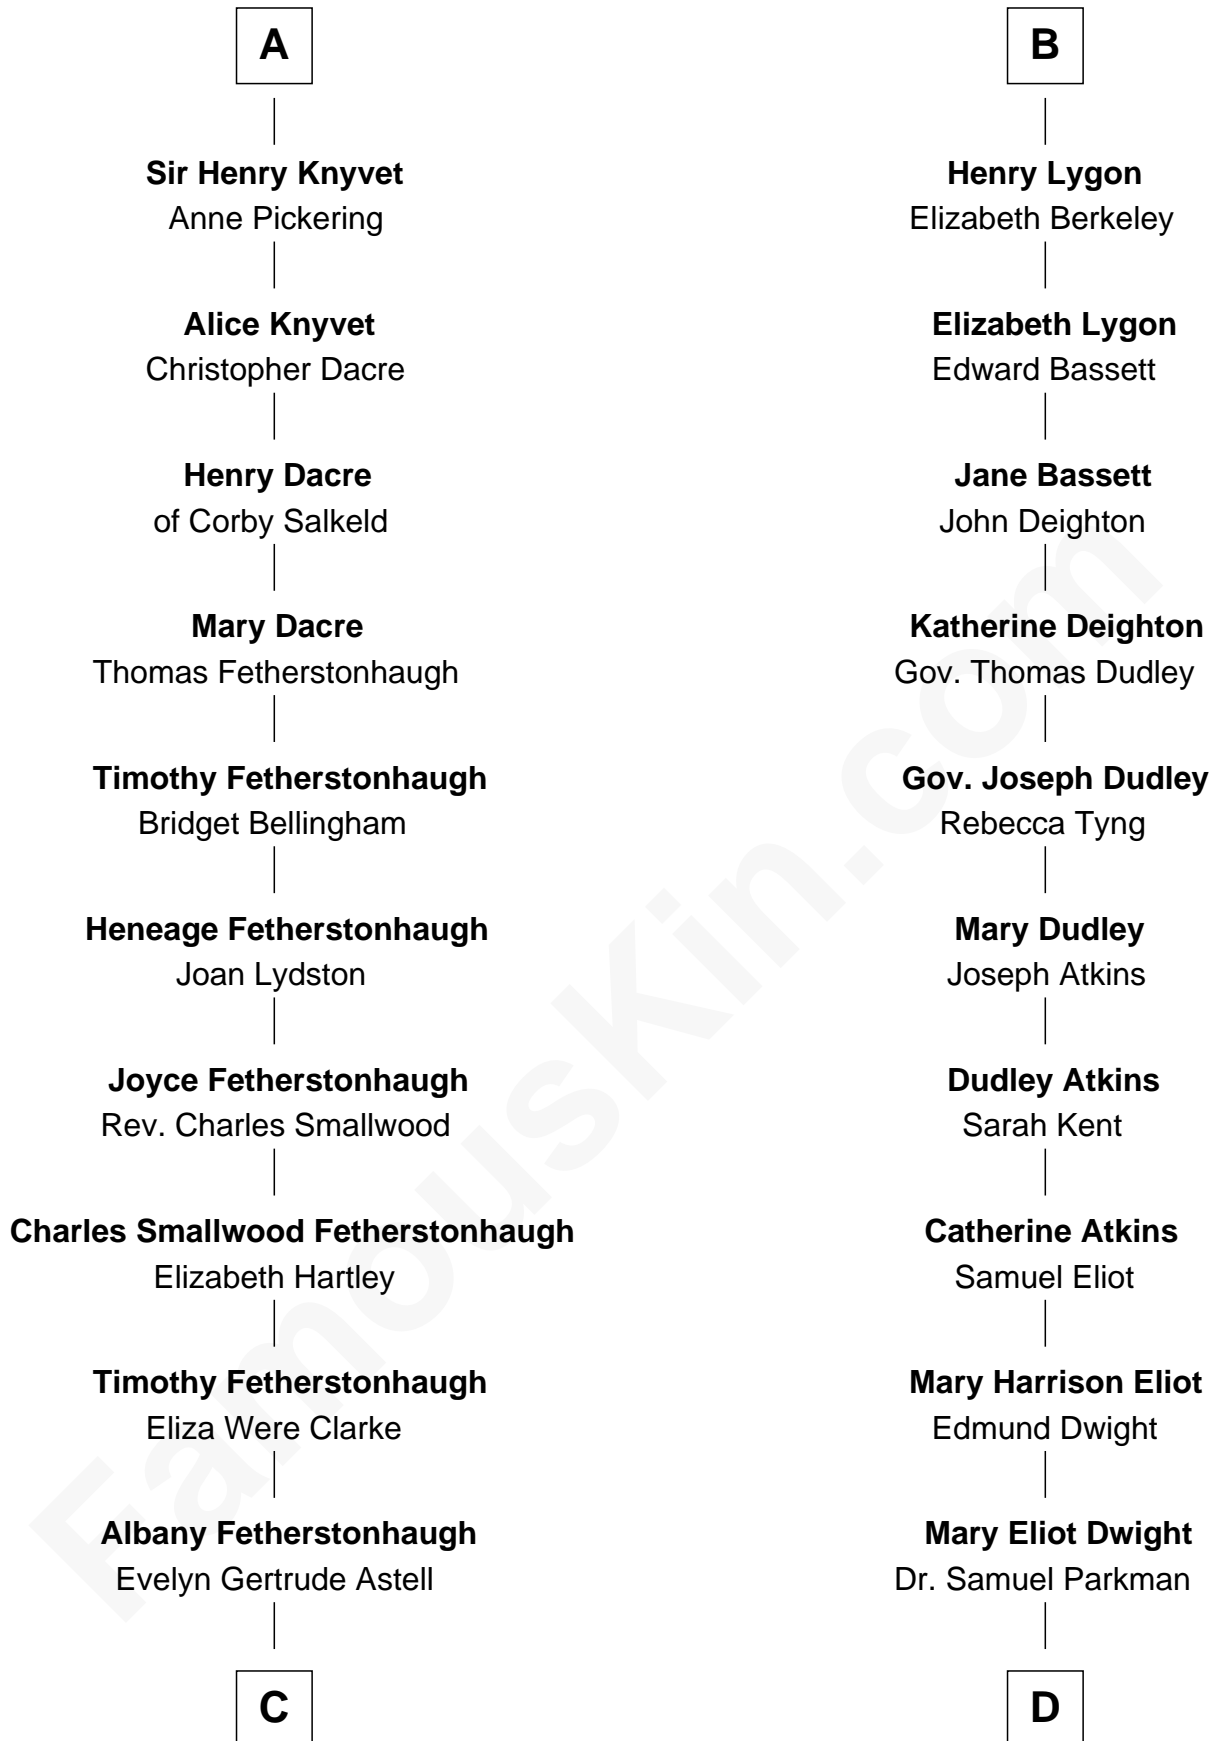 A
Sir Henry Knyvet
Anne Pickering
Alice Knyvet
Christopher Dacre
Henry Dacre
of Corby Salkeld
Mary Dacre
Thomas Fetherstonhaugh
Timothy Fetherstonhaugh
Bridget Bellingham
Heneage Fetherstonhaugh
Joan Lydston
Joyce Fetherstonhaugh
Rev. Charles Smallwood
Charles Smallwood Fetherstonhaugh
Elizabeth Hartley
Timothy Fetherstonhaugh
Eliza Were Clarke
Albany Fetherstonhaugh
Evelyn Gertrude Astell
C
B
Henry Lygon
Elizabeth Berkeley
Elizabeth Lygon
Edward Bassett
Jane Bassett
John Deighton
Katherine Deighton
Gov. Thomas Dudley
Gov. Joseph Dudley
Rebecca Tyng
Mary Dudley
Joseph Atkins
Dudley Atkins
Sarah Kent
Catherine Atkins
Samuel Eliot
Mary Harrison Eliot
Edmund Dwight
Mary Eliot Dwight
Dr. Samuel Parkman
D
FamousKin.com